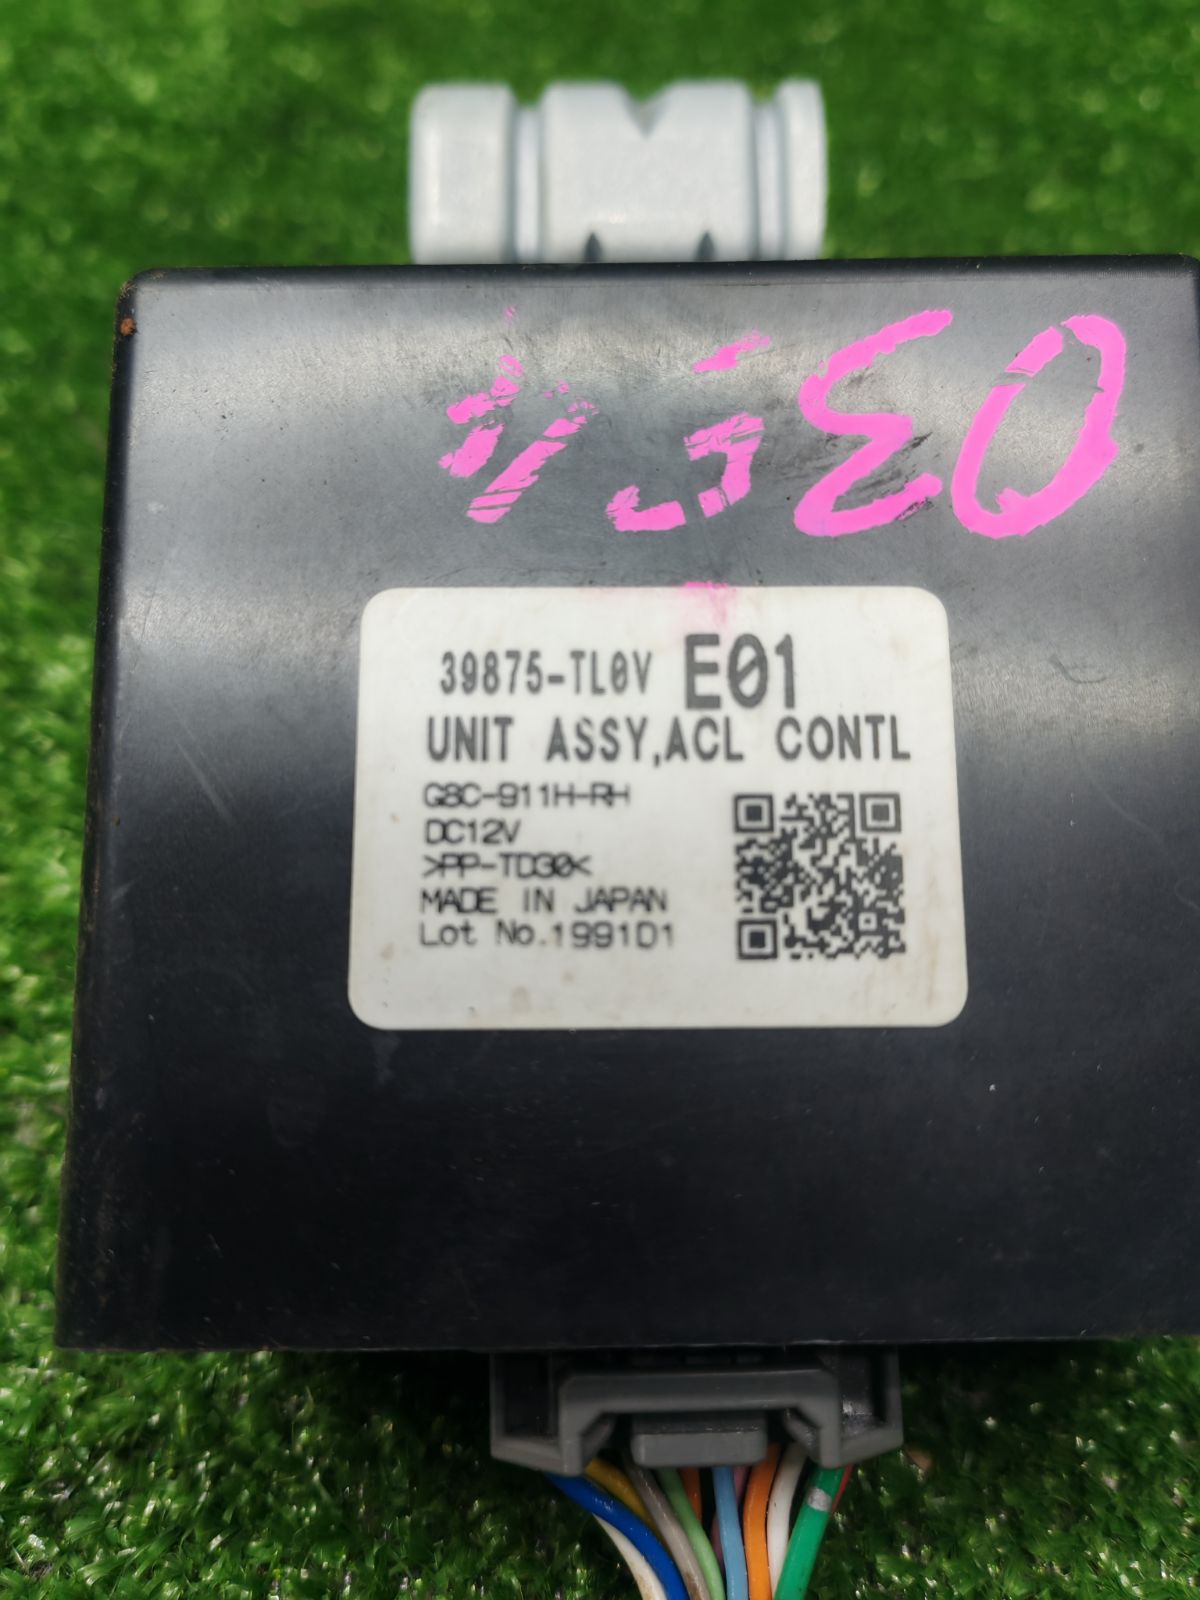 39875-TL0V E01
UNIT ASSY,ACL CONTL
G8C-911H-RH
DC12V
>PP-TD30<
MADE IN JAPAN
Lot No.1991D1